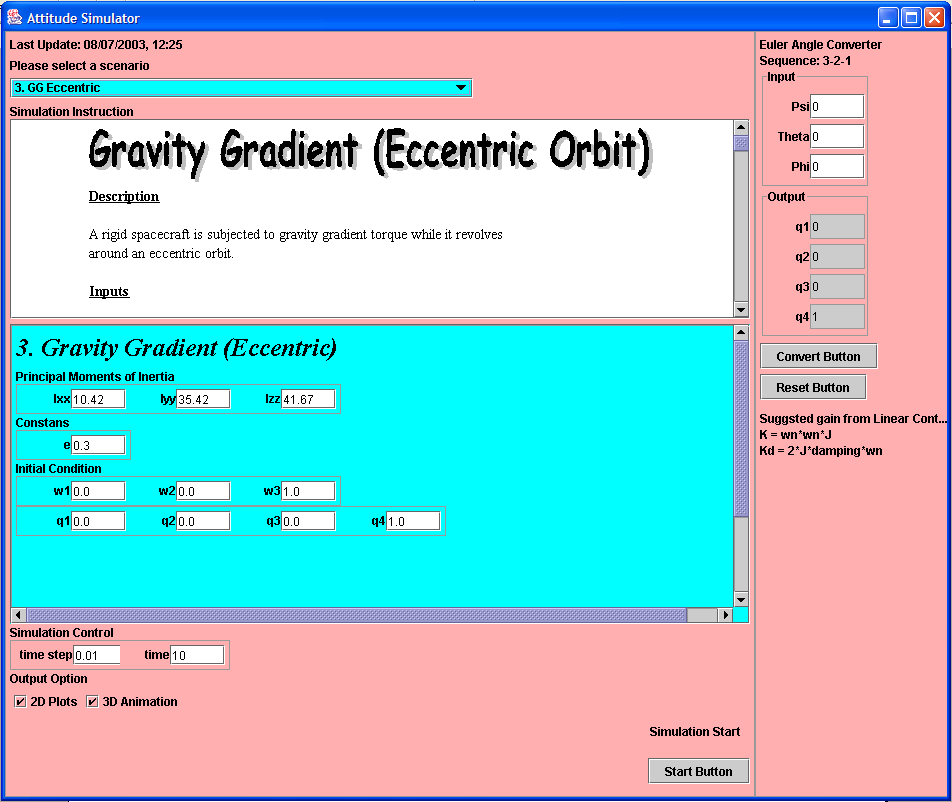 Attitude Simulator
Last Update: 08/07/2003, 12:25
Please select a scenario
3. GG Eccentric
Simulation Instruction
Gravity Gradient (Eccentric Orbit)
Description
A rigid spacecraft is subjected to gravity gradient torque while it revolves
around an eccentric orbit.
Inputs
3. Gravity Gradient (Eccentric)
Principal Moments of Inertia
Ixx 10.42 Iyy 35.42 Izz 41.67
Constans
e 0.3
Initial Condition
w1 0.0 w2 0.0 w3 1.0
q1 0.0 q2 0.0 q3 0.0 q4 1.0
Simulation Control
time step 0.01 time 10
Output Option
2D Plots 3D Animation
Simulation Start
Start Button
Euler Angle Converter
Sequence: 3-2-1
Input
Psi 0
Theta 0
Phi 0
Output
q1 0
q2 0
q3 0
q4 1
Convert Button
Reset Button
Suggsted gain from Linear Cont...
K = wn*wn*J
Kd = 2*J*damping*wn